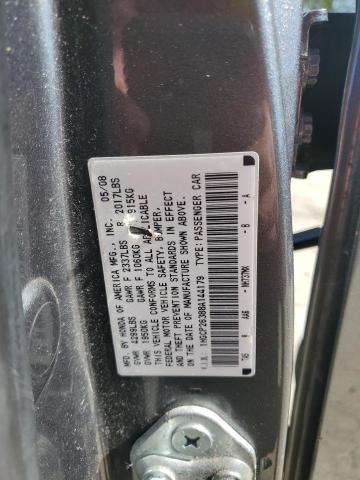 MFD. BY HONDA OF AMERICA MFG., INC. 05/08
GVWR 4299LBS GAWR F 2337LBS R 2017LBS
GVWR 1950KG GAWR F 1060KG R 915KG
THIS VEHICLE CONFORMS TO ALL APPLICABLE
FEDERAL MOTOR VEHICLE SAFETY, BUMPER,
AND THEFT PREVENTION STANDARDS IN EFFECT
ON THE DATE OF MANUFACTURE SHOWN ABOVE.
V.I.N. 1HGCP26388A144179 TYPE: PASSENGER CAR
A - B -